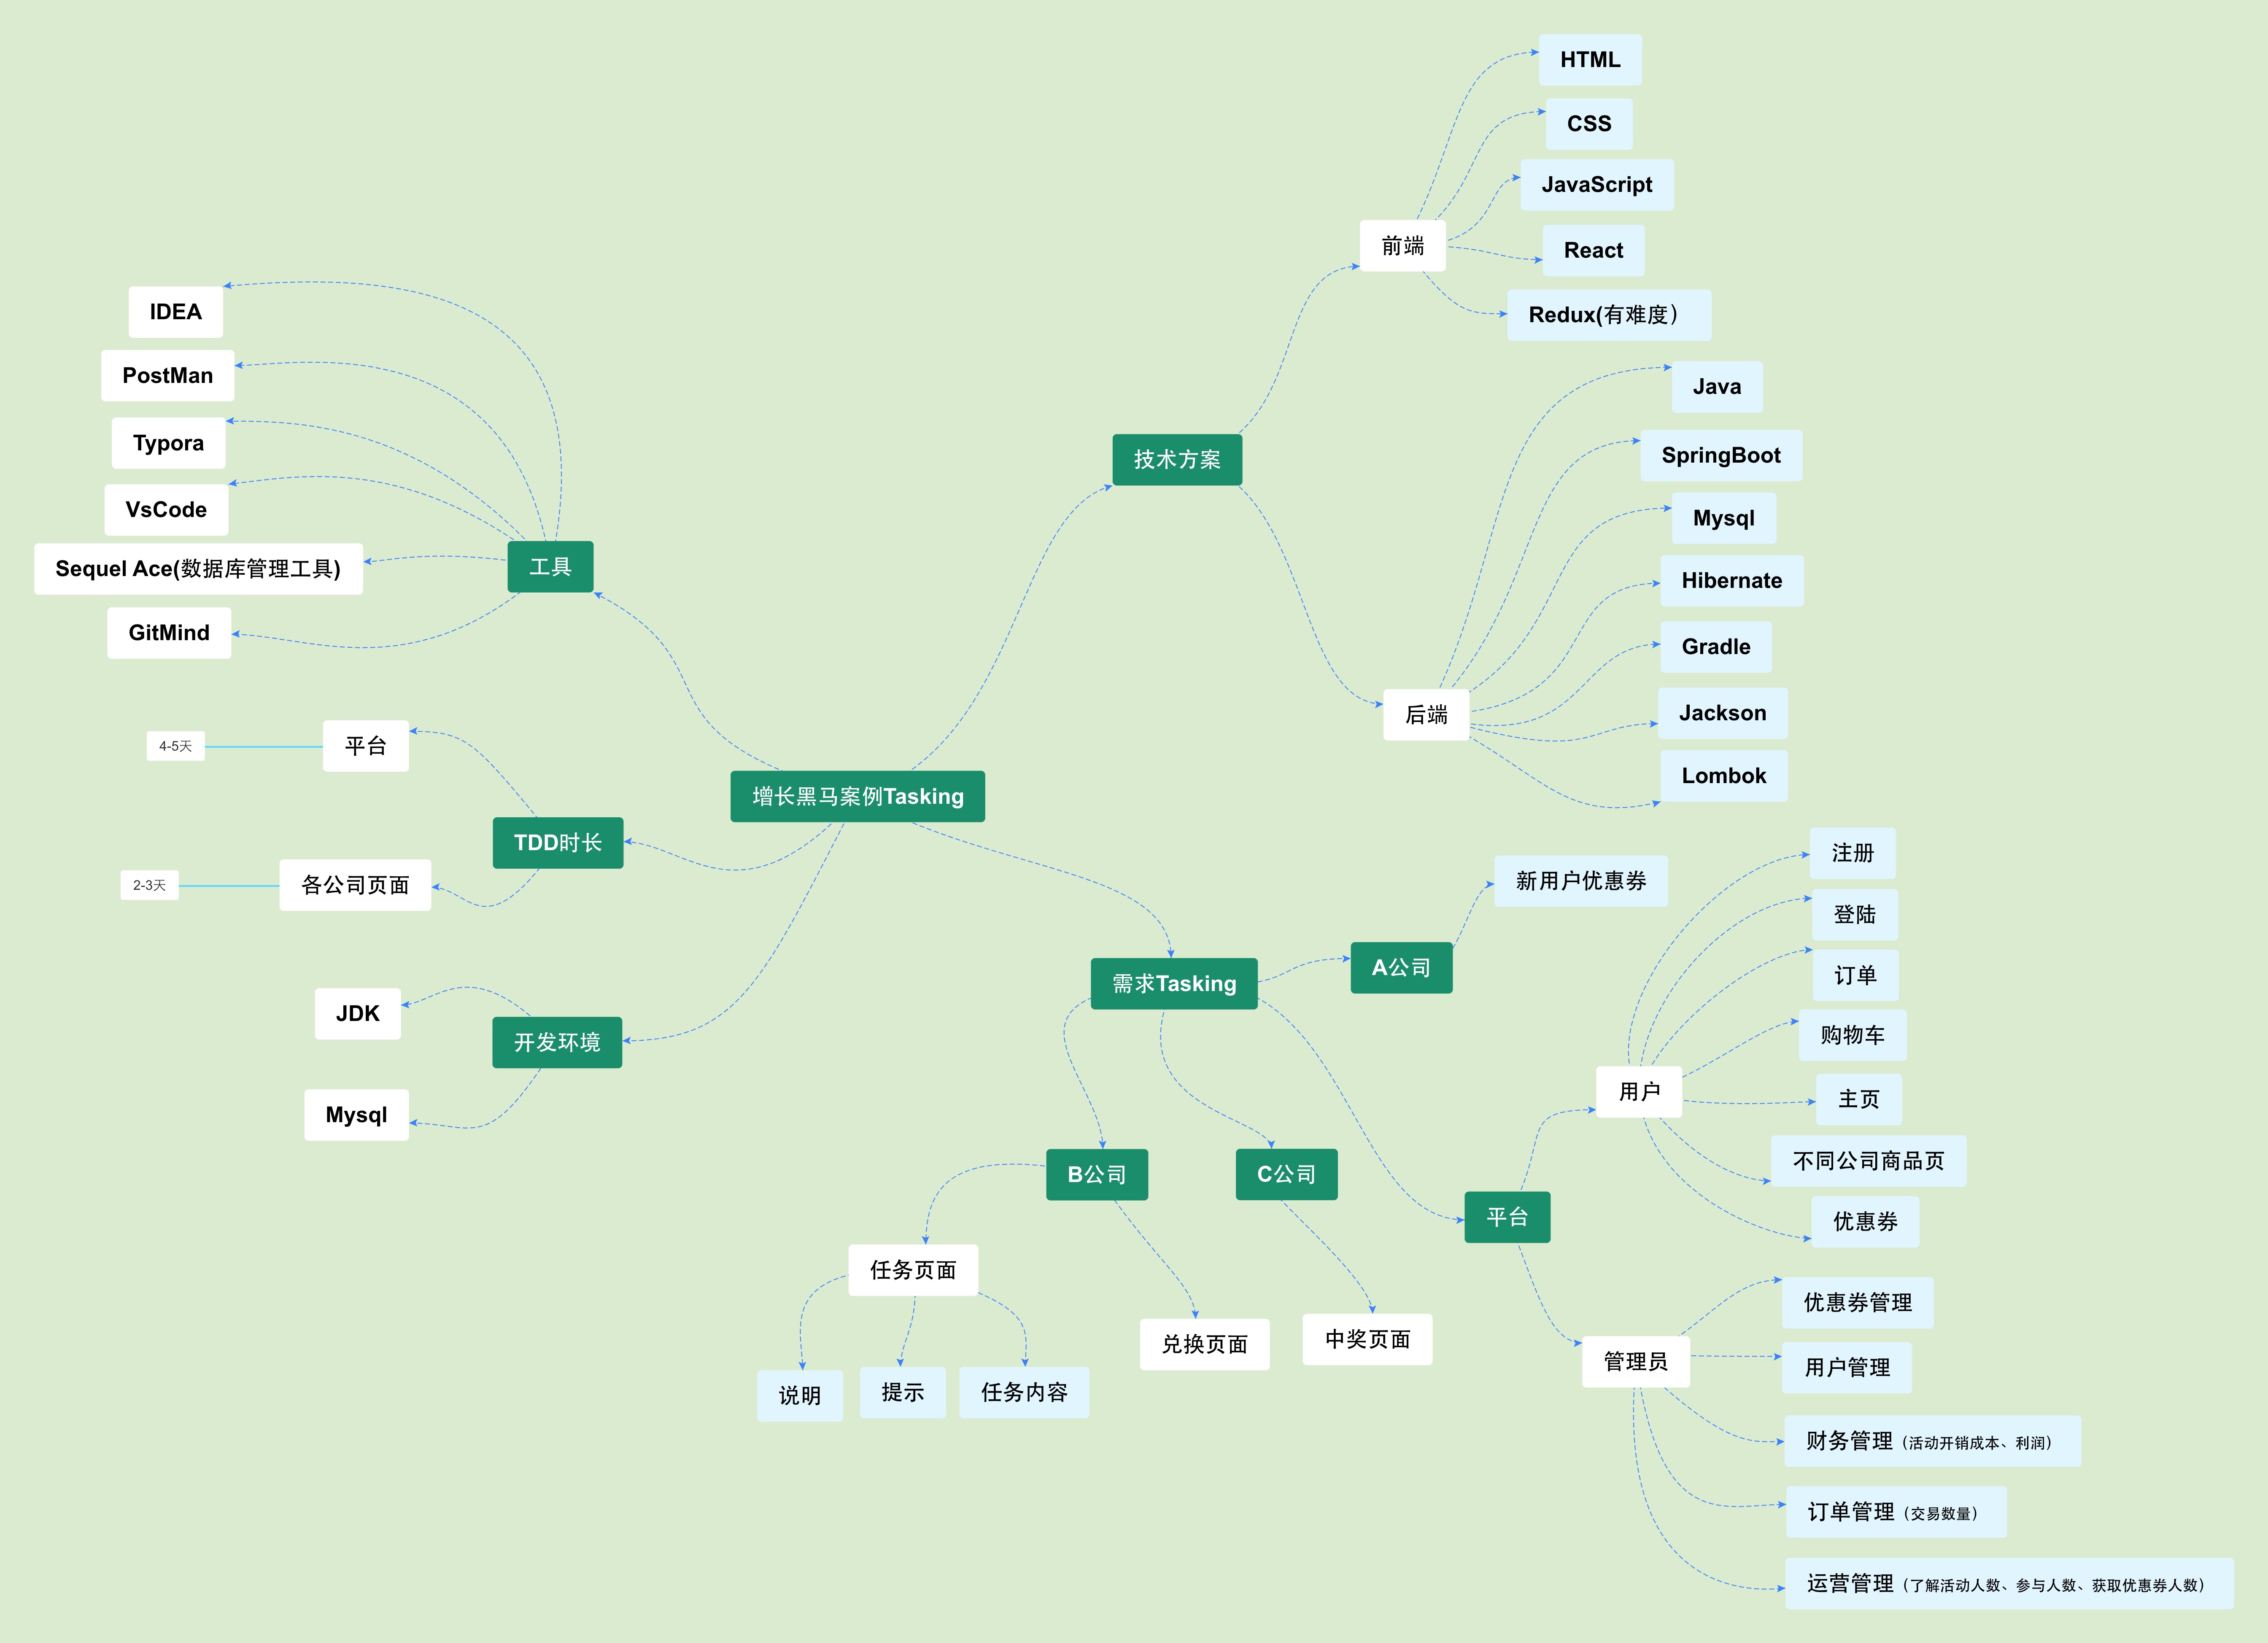 增长黑马案例Tasking
技术方案
前端
HTML
CSS
JavaScript
React
Redux(有难度）
后端
Java
SpringBoot
Mysql
Hibernate
Gradle
Jackson
Lombok
需求Tasking
A公司
新用户优惠券
平台
用户
注册
登陆
订单
购物车
主页
不同公司商品页
优惠券
管理员
优惠券管理
用户管理
财务管理（活动开销成本、利润）
订单管理（交易数量）
运营管理（了解活动人数、参与人数、获取优惠券人数）
C公司
中奖页面
B公司
任务页面
说明
提示
任务内容
兑换页面
工具
IDEA
PostMan
Typora
VsCode
Sequel Ace(数据库管理工具)
GitMind
TDD时长
平台
4-5天
各公司页面
2-3天
开发环境
JDK
Mysql